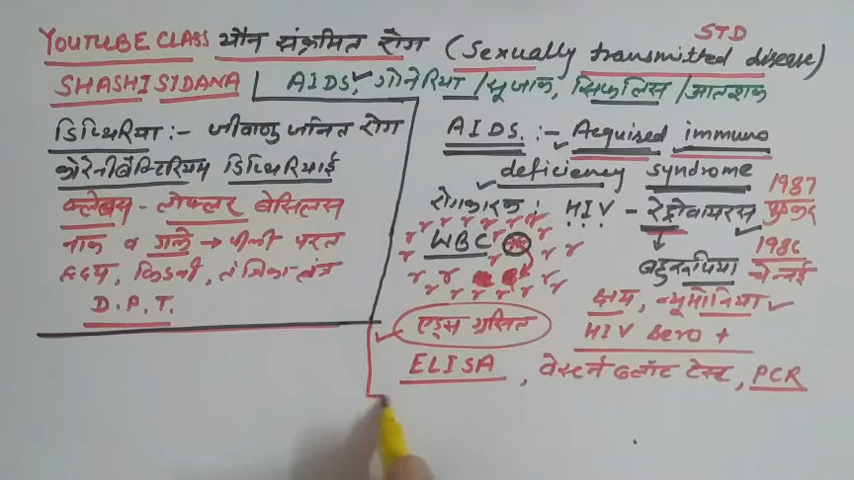 STD
YOUTUBE CLASS यौन संक्रमित रोग (Sexually transmitted disease)
SHASHI SIDANA
AIDS, गोनेरिया / सूजाक, सिफलिस / आतशक
डिप्थिरिया :- जीवाणु जनित रोग
कोरेनीबैक्टिरियम डिप्थिरियाई
क्लेबस - लोफ्लर बेसिलस
नाक व गले → पीली परत
हृदय, किडनी, तंत्रिका-तंत्र
D.P.T.
AIDS. :- Acquired immuno
deficiency syndrome
रोगकारक : HIV - रेट्रोवायरस
1987
पुष्कर
WBC
बहुरूपिया
1986
चेन्नई
क्षय, न्यूमोनिया
एड्स ग्रसित
HIV Sero +
ELISA, वेस्टर्न ब्लॉट टेस्ट, PCR